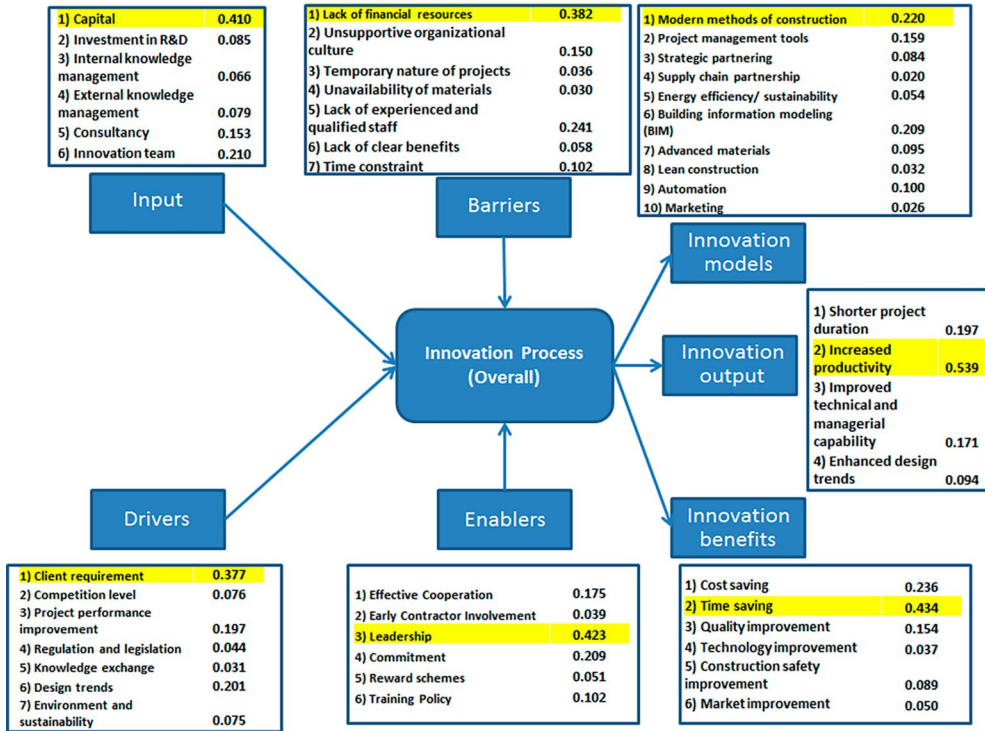 1) Capital 0.410
2) Investment in R&D 0.085
3) Internal knowledge
management 0.066
4) External knowledge
management 0.079
5) Consultancy 0.153
6) Innovation team 0.210
Input
1) Lack of financial resources 0.382
2) Unsupportive organizational
culture 0.150
3) Temporary nature of projects 0.036
4) Unavailability of materials 0.030
5) Lack of experienced and
qualified staff 0.241
6) Lack of clear benefits 0.058
7) Time constraint 0.102
Barriers
1) Modern methods of construction 0.220
2) Project management tools 0.159
3) Strategic partnering 0.084
4) Supply chain partnership 0.020
5) Energy efficiency/ sustainability 0.054
6) Building information modeling
(BIM) 0.209
7) Advanced materials 0.095
8) Lean construction 0.032
9) Automation 0.100
10) Marketing 0.026
Innovation
models
Innovation Process
(Overall)
Innovation
output
1) Shorter project
duration 0.197
2) Increased
productivity 0.539
3) Improved
technical and
managerial
capability 0.171
4) Enhanced design
trends 0.094
Drivers
1) Client requirement 0.377
2) Competition level 0.076
3) Project performance
improvement 0.197
4) Regulation and legislation 0.044
5) Knowledge exchange 0.031
6) Design trends 0.201
7) Environment and
sustainability 0.075
Enablers
1) Effective Cooperation 0.175
2) Early Contractor Involvement 0.039
3) Leadership 0.423
4) Commitment 0.209
5) Reward schemes 0.051
6) Training Policy 0.102
Innovation
benefits
1) Cost saving 0.236
2) Time saving 0.434
3) Quality improvement 0.154
4) Technology improvement 0.037
5) Construction safety
improvement 0.089
6) Market improvement 0.050